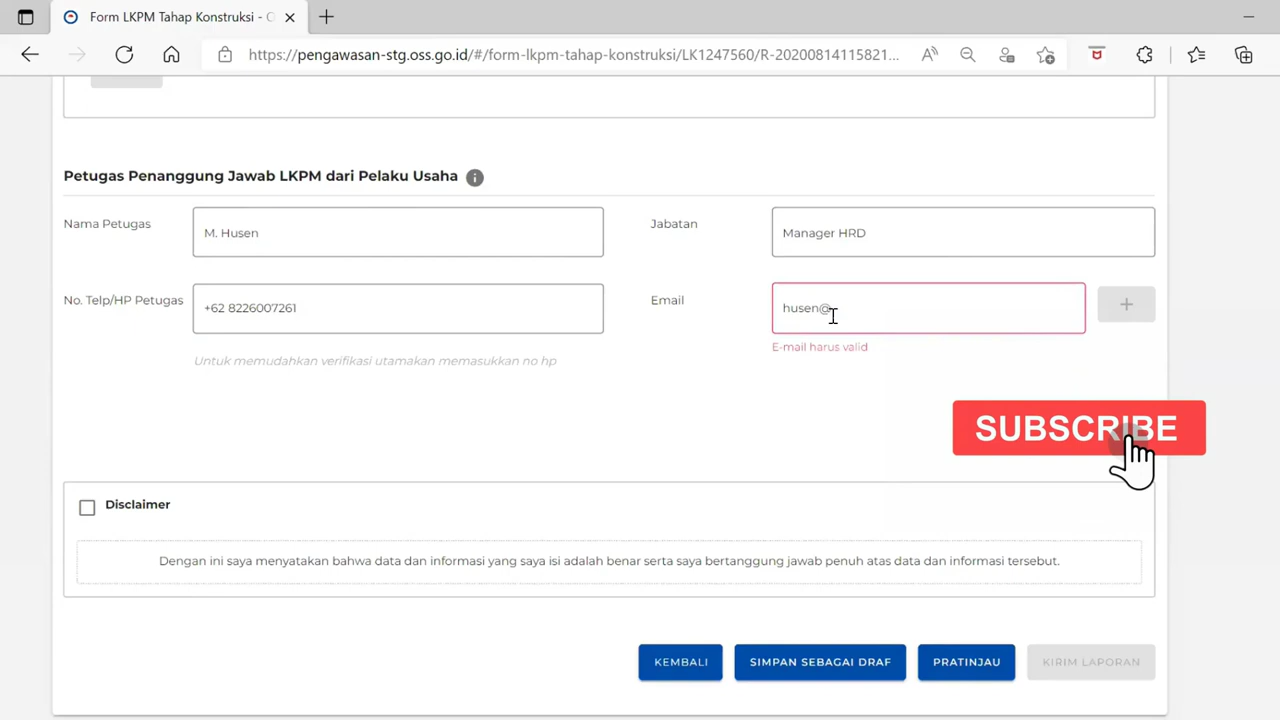 Form LKPM Tahap Konstruksi - O
https://pengawasan-stg.oss.go.id/#/form-lkpm-tahap-konstruksi/LK1247560/R-20200814115821...
Petugas Penanggung Jawab LKPM dari Pelaku Usaha
Nama Petugas
M. Husen
Jabatan
Manager HRD
No. Telp/HP Petugas
+62 8226007261
Email
husen@
+
E-mail harus valid
Untuk memudahkan verifikasi utamakan memasukkan no hp
SUBSCRIBE
Disclaimer
Dengan ini saya menyatakan bahwa data dan informasi yang saya isi adalah benar serta saya bertanggung jawab penuh atas data dan informasi tersebut.
KEMBALI
SIMPAN SEBAGAI DRAF
PRATINJAU
KIRIM LAPORAN